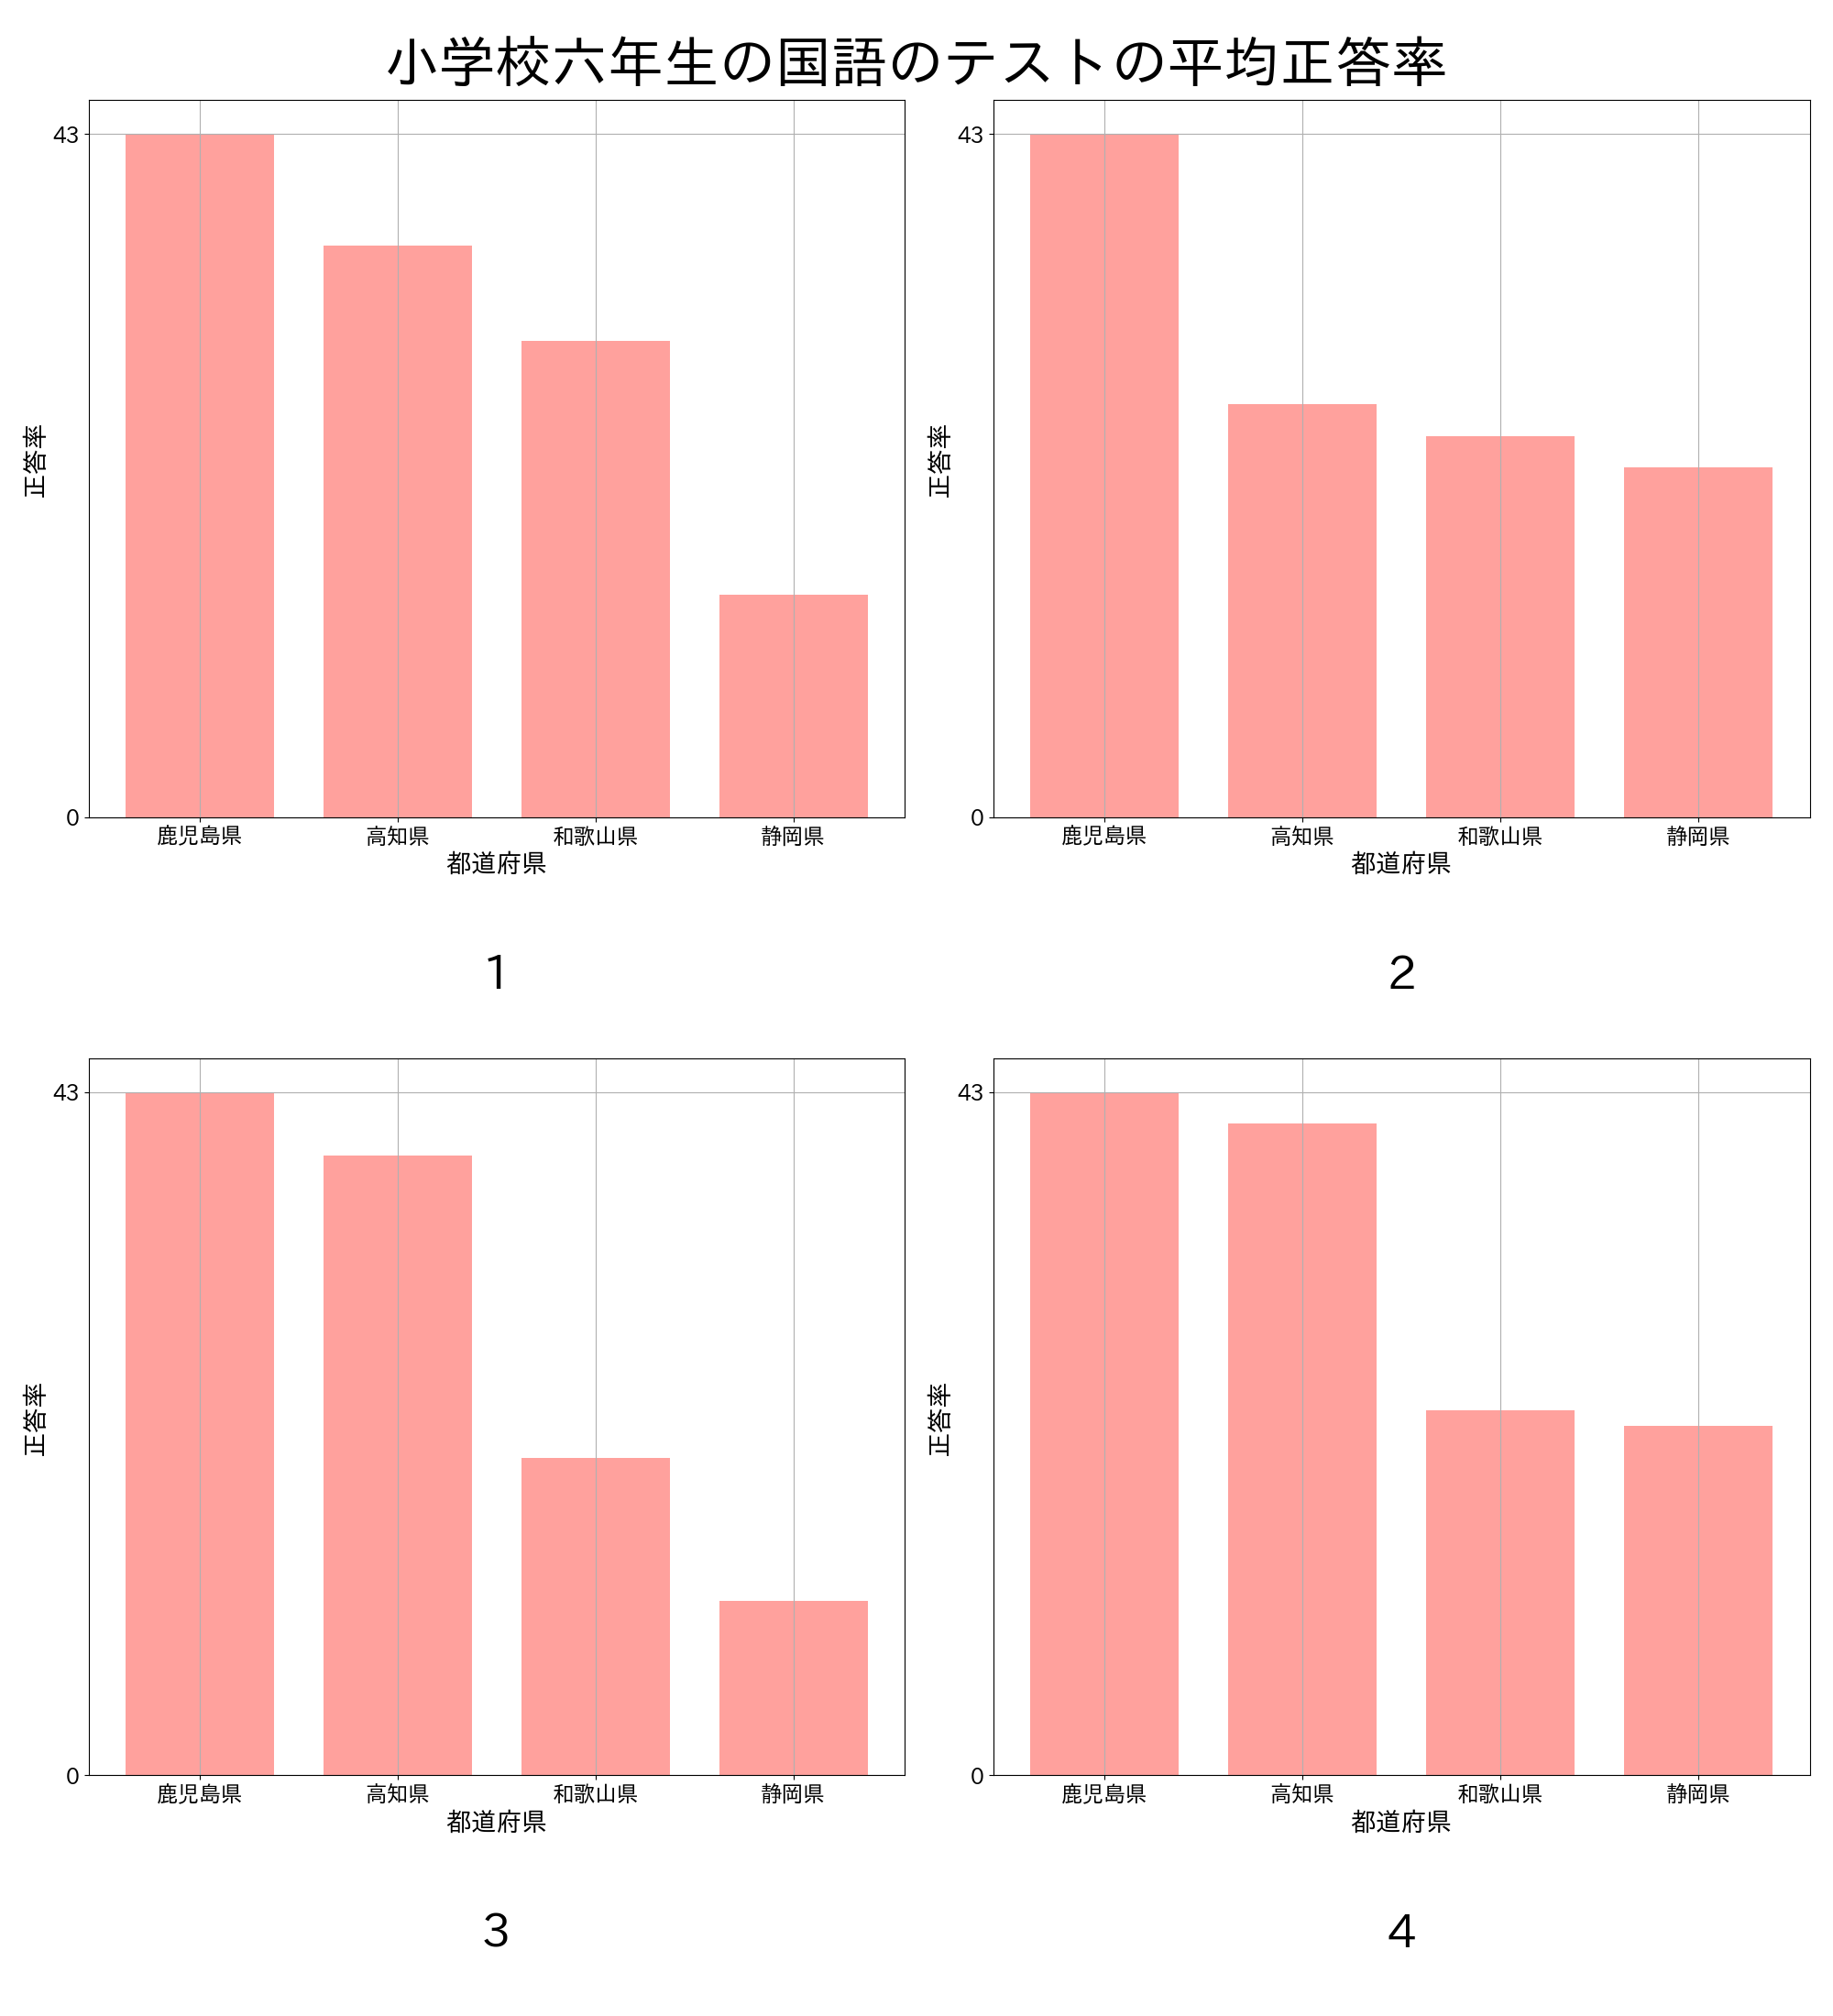 小学校六年生の国語のテストの平均正答率
43
正答率
0
鹿児島県 高知県 和歌山県 静岡県
都道府県
1
43
正答率
0
鹿児島県 高知県 和歌山県 静岡県
都道府県
2
43
正答率
0
鹿児島県 高知県 和歌山県 静岡県
都道府県
3
43
正答率
0
鹿児島県 高知県 和歌山県 静岡県
都道府県
4